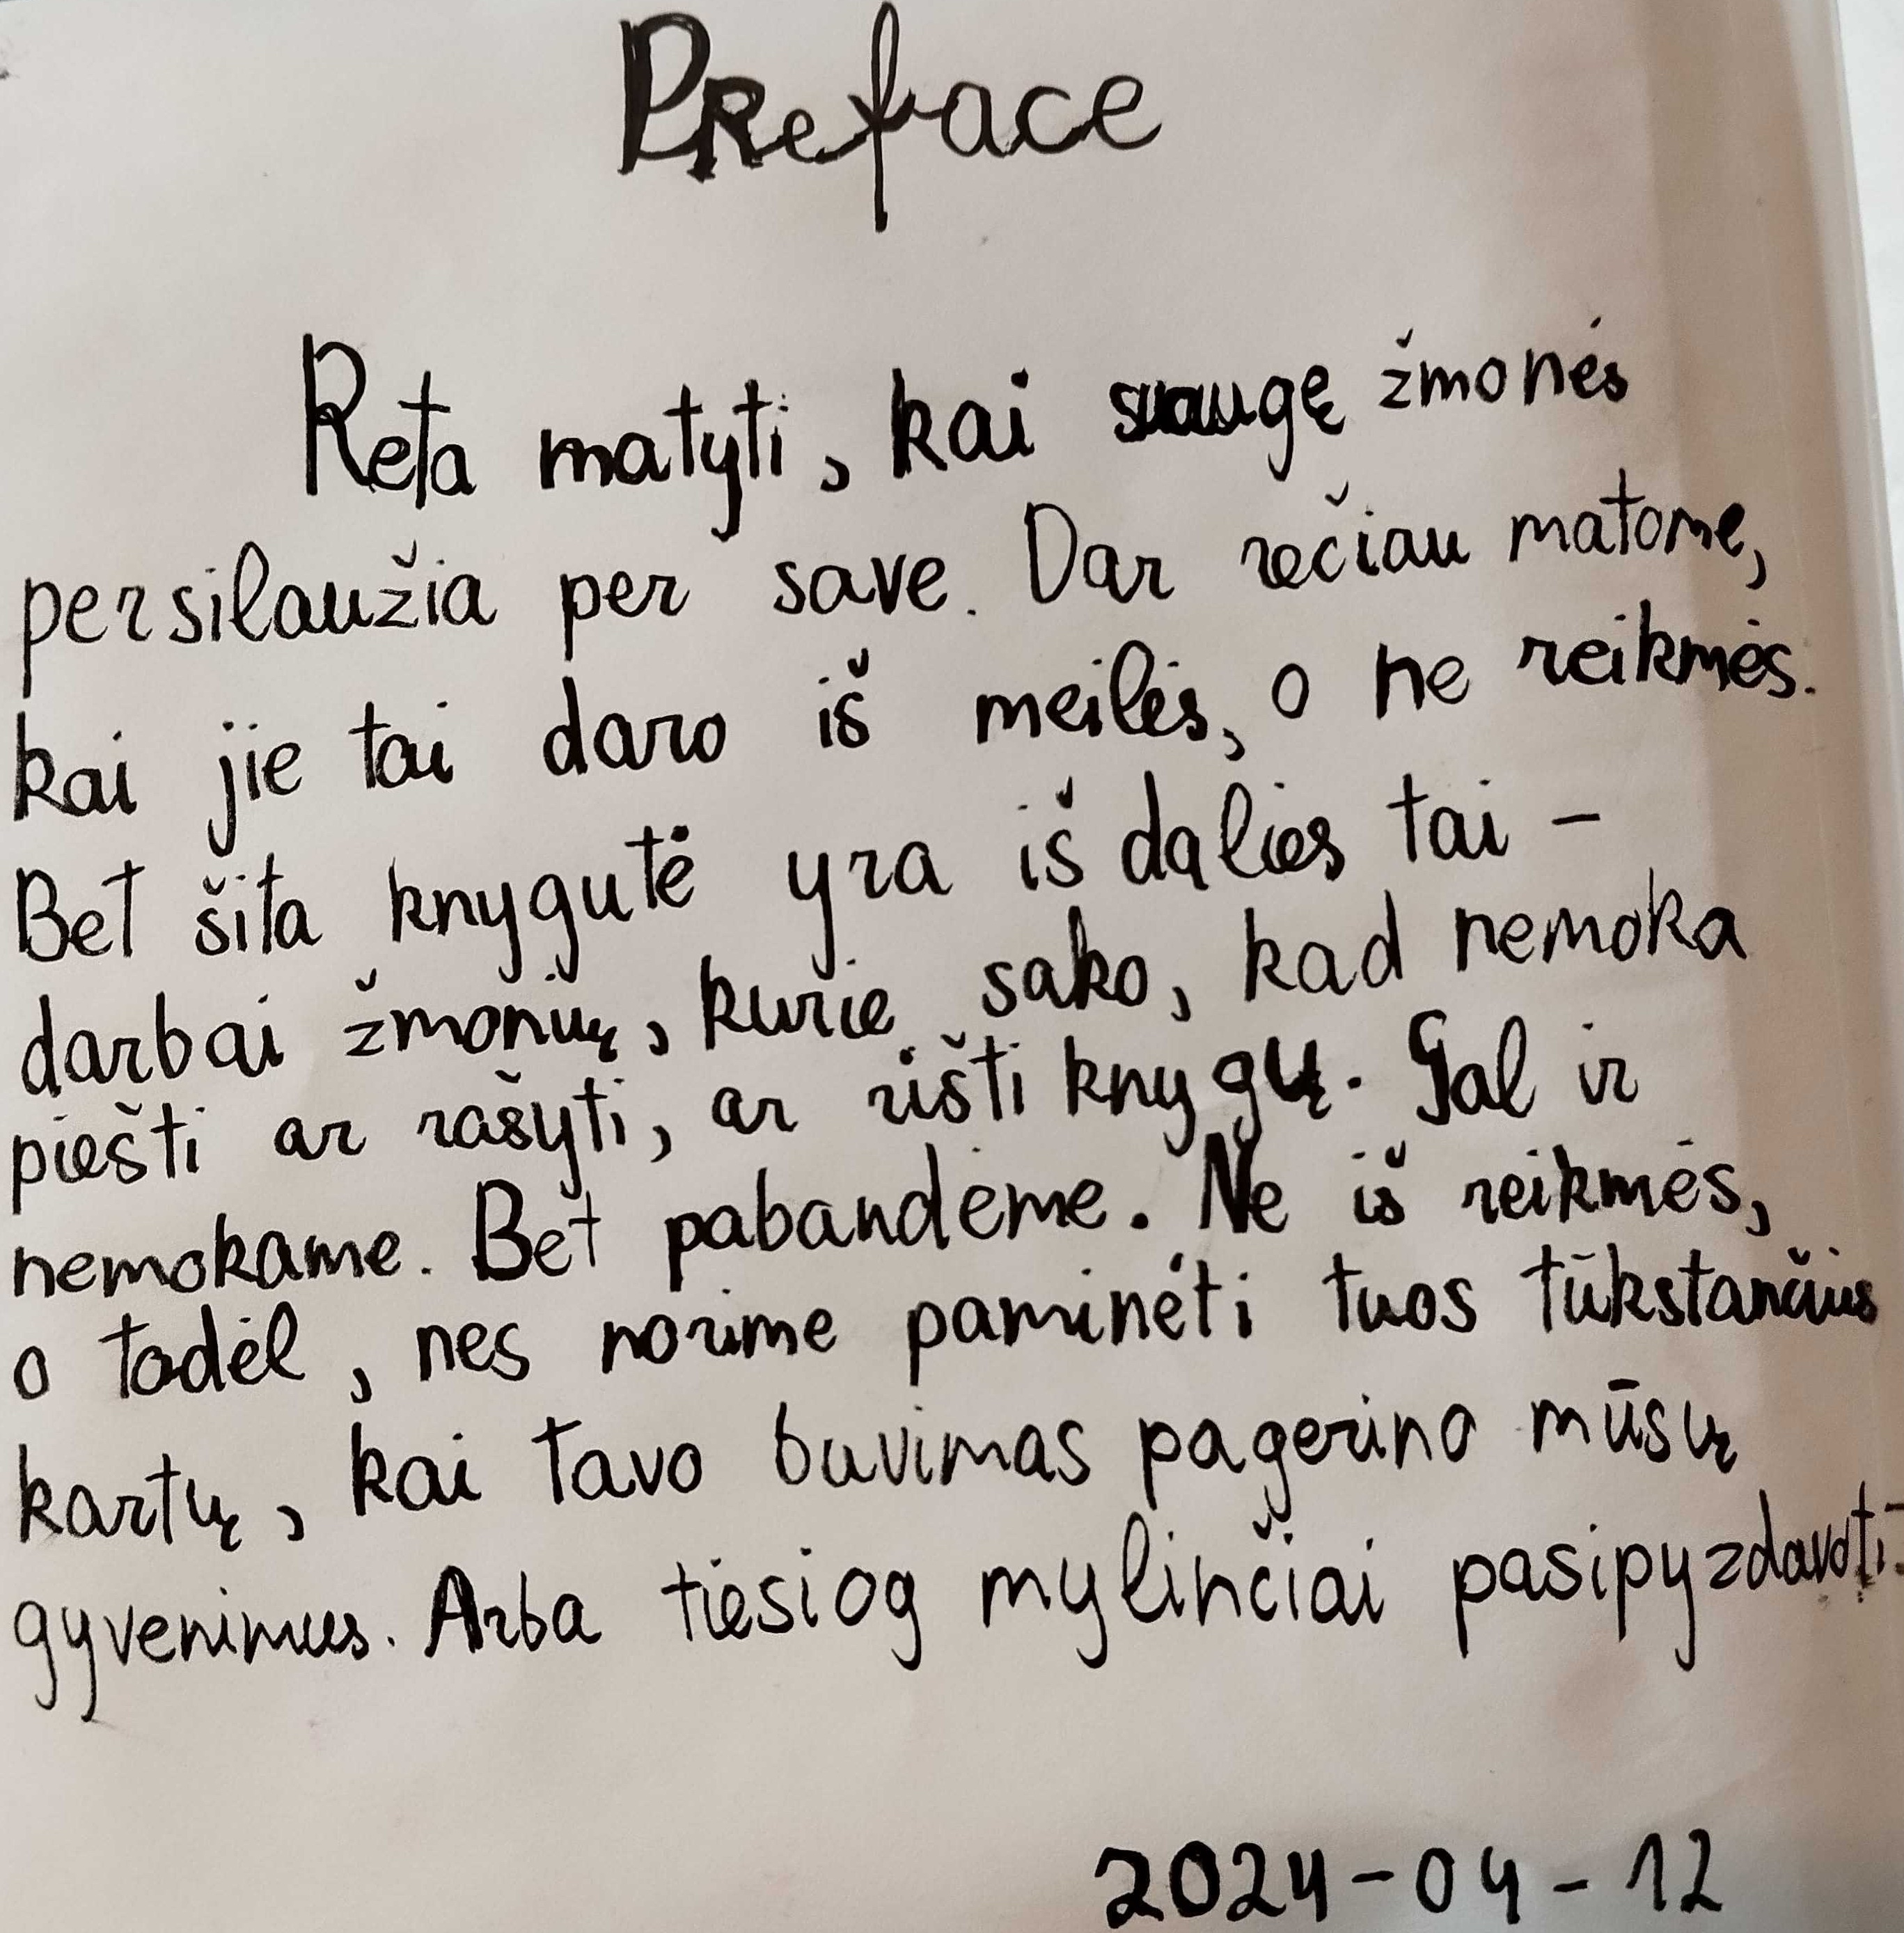 Preface
Reta matyti, kai suaugę žmonės
persilaužia per save. Dar rečiau matome,
kai jie tai daro iš meilės, o ne reikmės.
Bet šita knygutė yra iš dalies tai –
darbai žmonių, kurie sako, kad nemoka
piešti ar rašyti, ar rišti knygų. Gal ir
nemokame. Bet pabandėme. Ne iš reikmės,
o todėl, nes norime paminėti tuos tūkstančius
kartų, kai tavo buvimas pagerino mūsų
gyvenimus. Arba tiesiog mylinčiai pasipyzdavoti.
2024-04-12